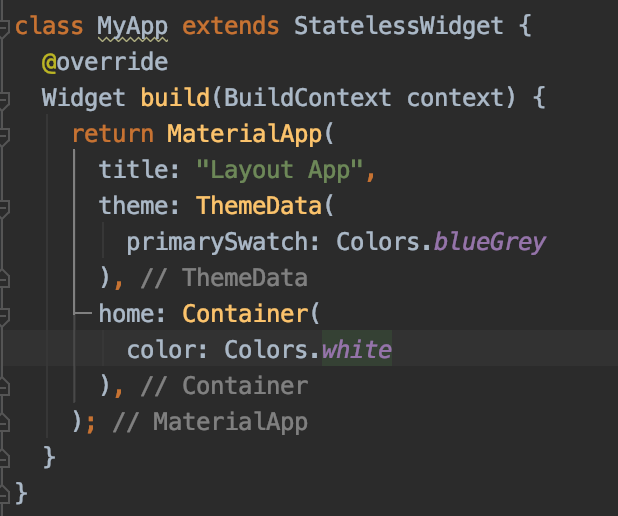 class MyApp extends StatelessWidget {
@override
Widget build(BuildContext context) {
return MaterialApp(
title: "Layout App",
theme: ThemeData(
primarySwatch: Colors.blueGrey
), // ThemeData
home: Container(
color: Colors.white
), // Container
); // MaterialApp
}
}